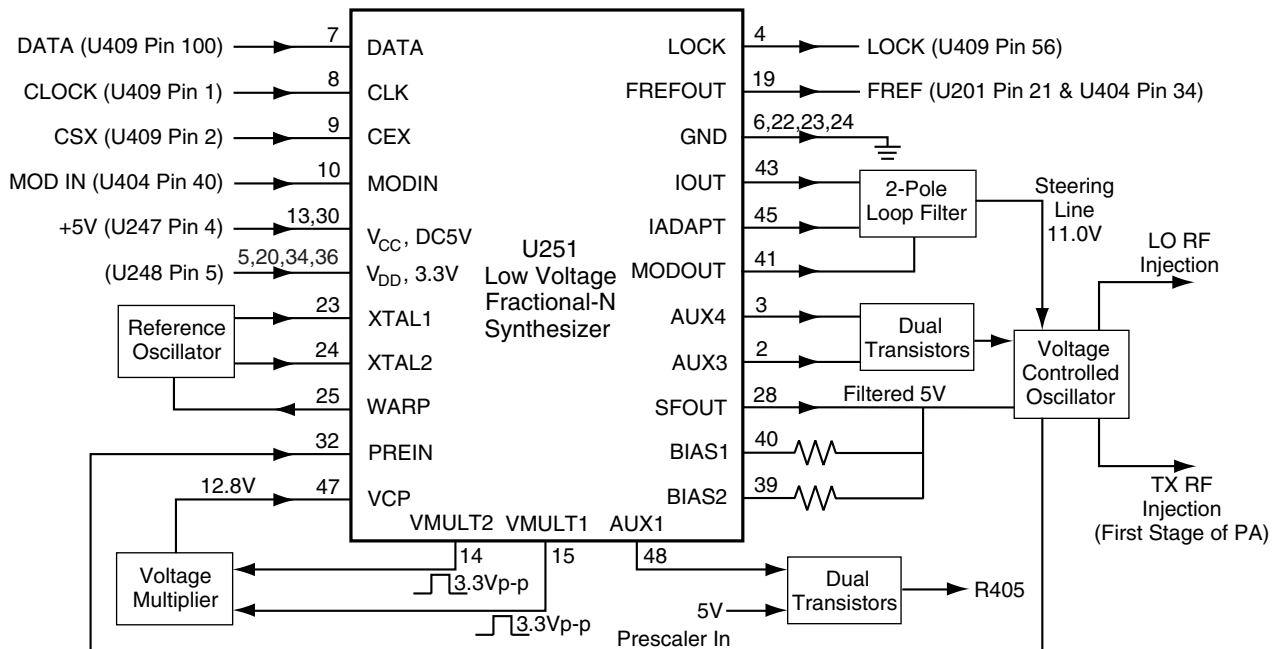 DATA (U409 Pin 100)
7
DATA
CLOCK (U409 Pin 1)
8
CLK
CSX (U409 Pin 2)
9
CEX
MOD IN (U404 Pin 40)
10
MODIN
+5V (U247 Pin 4)
13,30
VCC, DC5V
(U248 Pin 5)
5,20,34,36
VDD, 3.3V
Reference
Oscillator
23
XTAL1
24
XTAL2
25
WARP
32
PREIN
12.8V
47
VCP
Voltage
Multiplier
VMULT2
14
3.3Vp-p
VMULT1
15
3.3Vp-p
AUX1
48
U251
Low Voltage
Fractional-N
Synthesizer
LOCK
4
LOCK (U409 Pin 56)
FREFOUT
19
FREF (U201 Pin 21 & U404 Pin 34)
GND
6,22,23,24
IOUT
43
IADAPT
45
MODOUT
41
2-Pole
Loop Filter
Steering
Line
11.0V
AUX4
3
AUX3
2
Dual
Transistors
SFOUT
28
Filtered 5V
BIAS1
40
BIAS2
39
Voltage
Controlled
Oscillator
LO RF
Injection
TX RF
Injection
(First Stage of PA)
5V
Dual
Transistors
R405
Prescaler In